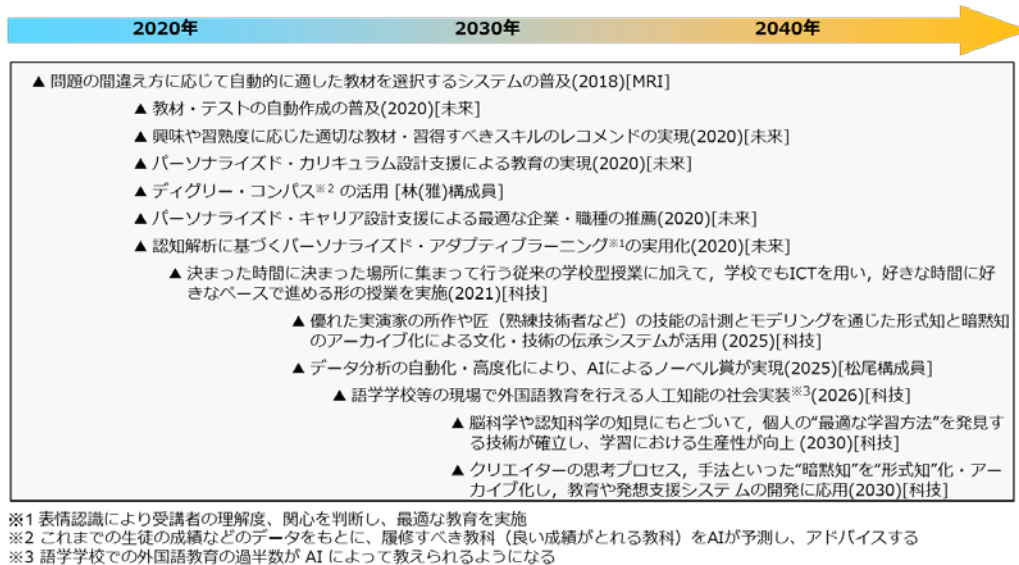 2020年 2030年 2040年
▲ 問題の間違え方に応じて自動的に適した教材を選択するシステムの普及(2018)[MRI]
▲ 教材・テストの自動作成の普及(2020)[未来]
▲ 興味や習熟度に応じた適切な教材・習得すべきスキルのレコメンドの実現(2020)[未来]
▲ パーソナライズド・カリキュラム設計支援による教育の実現(2020)[未来]
▲ ディグリー・コンパス※2 の活用 [林(雅)構成員]
▲ パーソナライズド・キャリア設計支援による最適な企業・職種の推薦(2020)[未来]
▲ 認知解析に基づくパーソナライズド・アダプティブラーニング※1の実用化(2020)[未来]
▲ 決まった時間に決まった場所に集まって行う従来の学校型授業に加えて，学校でもICTを用い，好きな時間に好
きなペースで進める形の授業を実施(2021)[科技]
▲ 優れた実演家の所作や匠（熟練技術者など）の技能の計測とモデリングを通じた形式知と暗黙知
のアーカイブ化による文化・技術の伝承システムが活用 (2025)[科技]
▲ データ分析の自動化・高度化により、AIによるノーベル賞が実現(2025)[松尾構成員]
▲ 語学学校等の現場で外国語教育を行える人工知能の社会実装※3(2026)[科技]
▲ 脳科学や認知科学の知見にもとづいて，個人の“最適な学習方法”を発見す
る技術が確立し、学習における生産性が向上 (2030)[科技]
▲ クリエイターの思考プロセス，手法といった“暗黙知”を“形式知”化・アー
カイブ化し，教育や発想支援システムの開発に応用(2030)[科技]
※1 表情認識により受講者の理解度、関心を判断し、最適な教育を実施
※2 これまでの生徒の成績などのデータをもとに、履修すべき教科（良い成績がとれる教科）をAIが予測し、アドバイスする
※3 語学学校での外国語教育の過半数が AI によって教えられるようになる